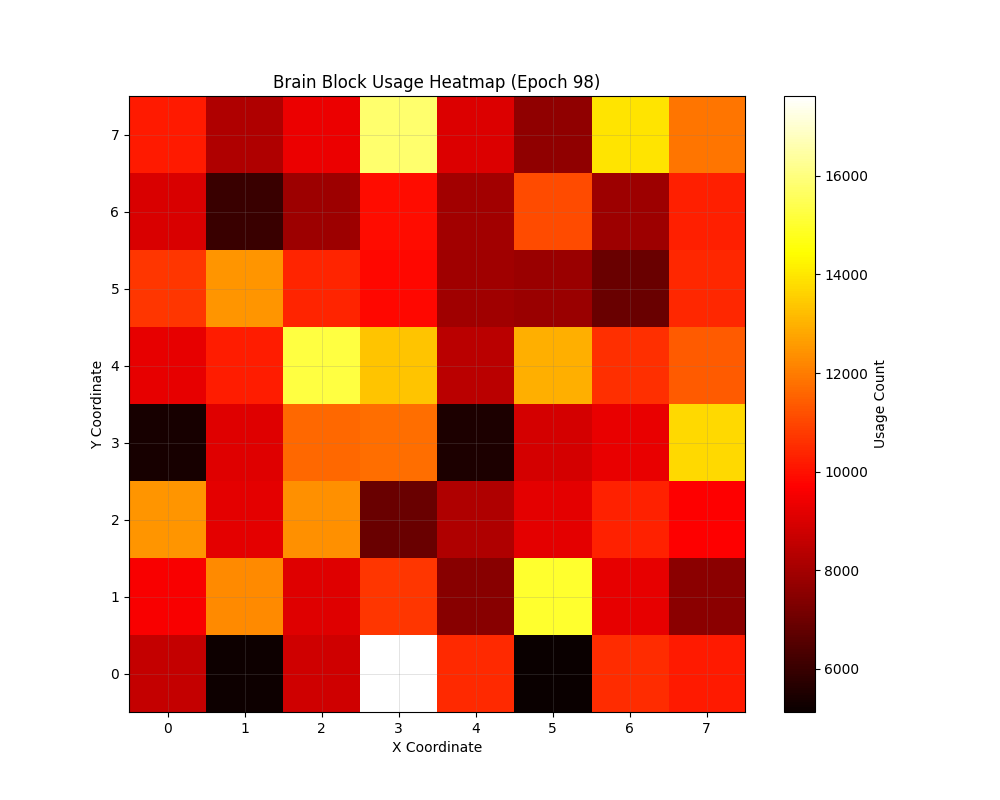 Brain Block Usage Heatmap (Epoch 98)
7
6
5
4
3
2
1
0
Y Coordinate
0 1 2 3 4 5 6 7
X Coordinate
16000
14000
12000
10000
8000
6000
Usage Count